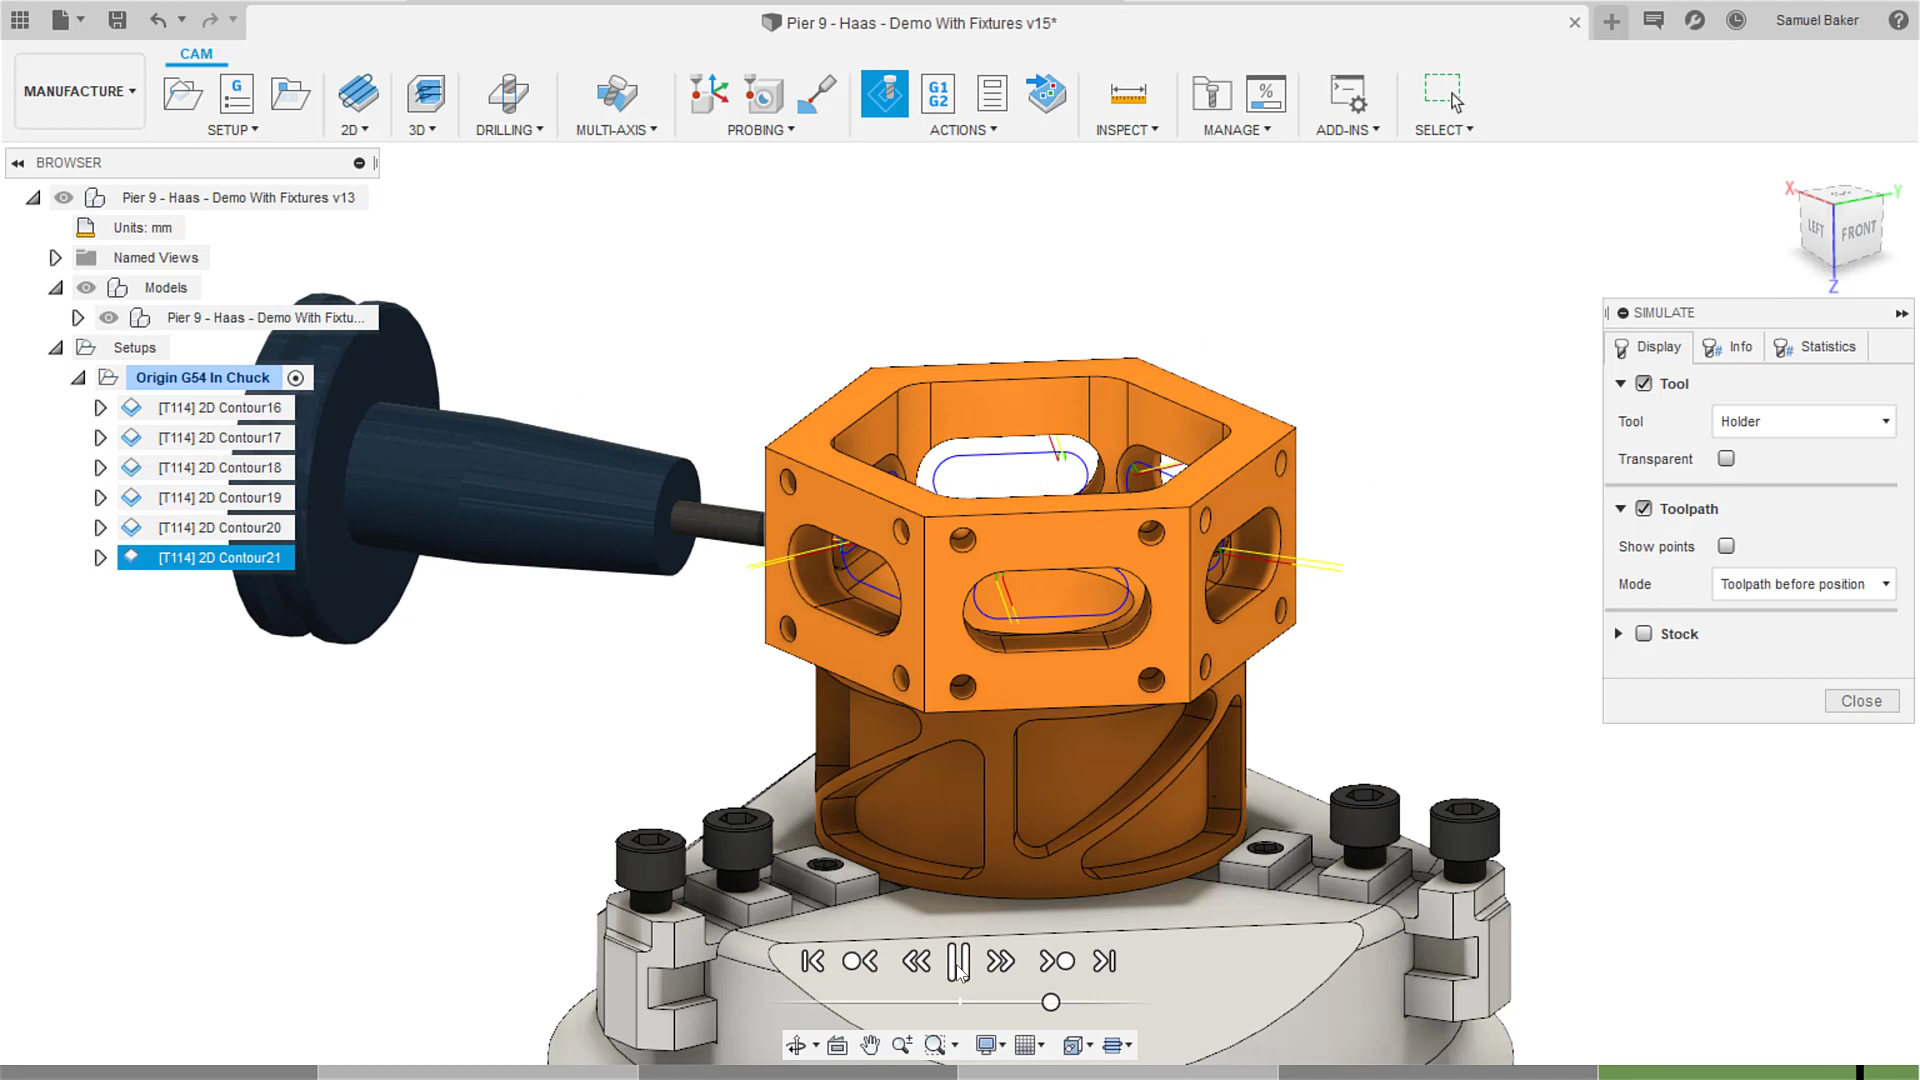 Pier 9 - Haas - Demo With Fixtures v15*
Samuel Baker
MANUFACTURE
CAM
G
G1
G2
%
SETUP
2D
3D
DRILLING
MULTI-AXIS
PROBING
ACTIONS
INSPECT
MANAGE
ADD-INS
SELECT
BROWSER
Pier 9 - Haas - Demo With Fixtures v13
Units: mm
Named Views
Models
Pier 9 - Haas - Demo With Fixtu...
Setups
Origin G54 In Chuck
[T114] 2D Contour16
[T114] 2D Contour17
[T114] 2D Contour18
[T114] 2D Contour19
[T114] 2D Contour20
[T114] 2D Contour21
X
Y
LEFT
FRONT
Z
SIMULATE
Display
Info
Statistics
Tool
Tool
Holder
Transparent
Toolpath
Show points
Mode
Toolpath before position
Stock
Close